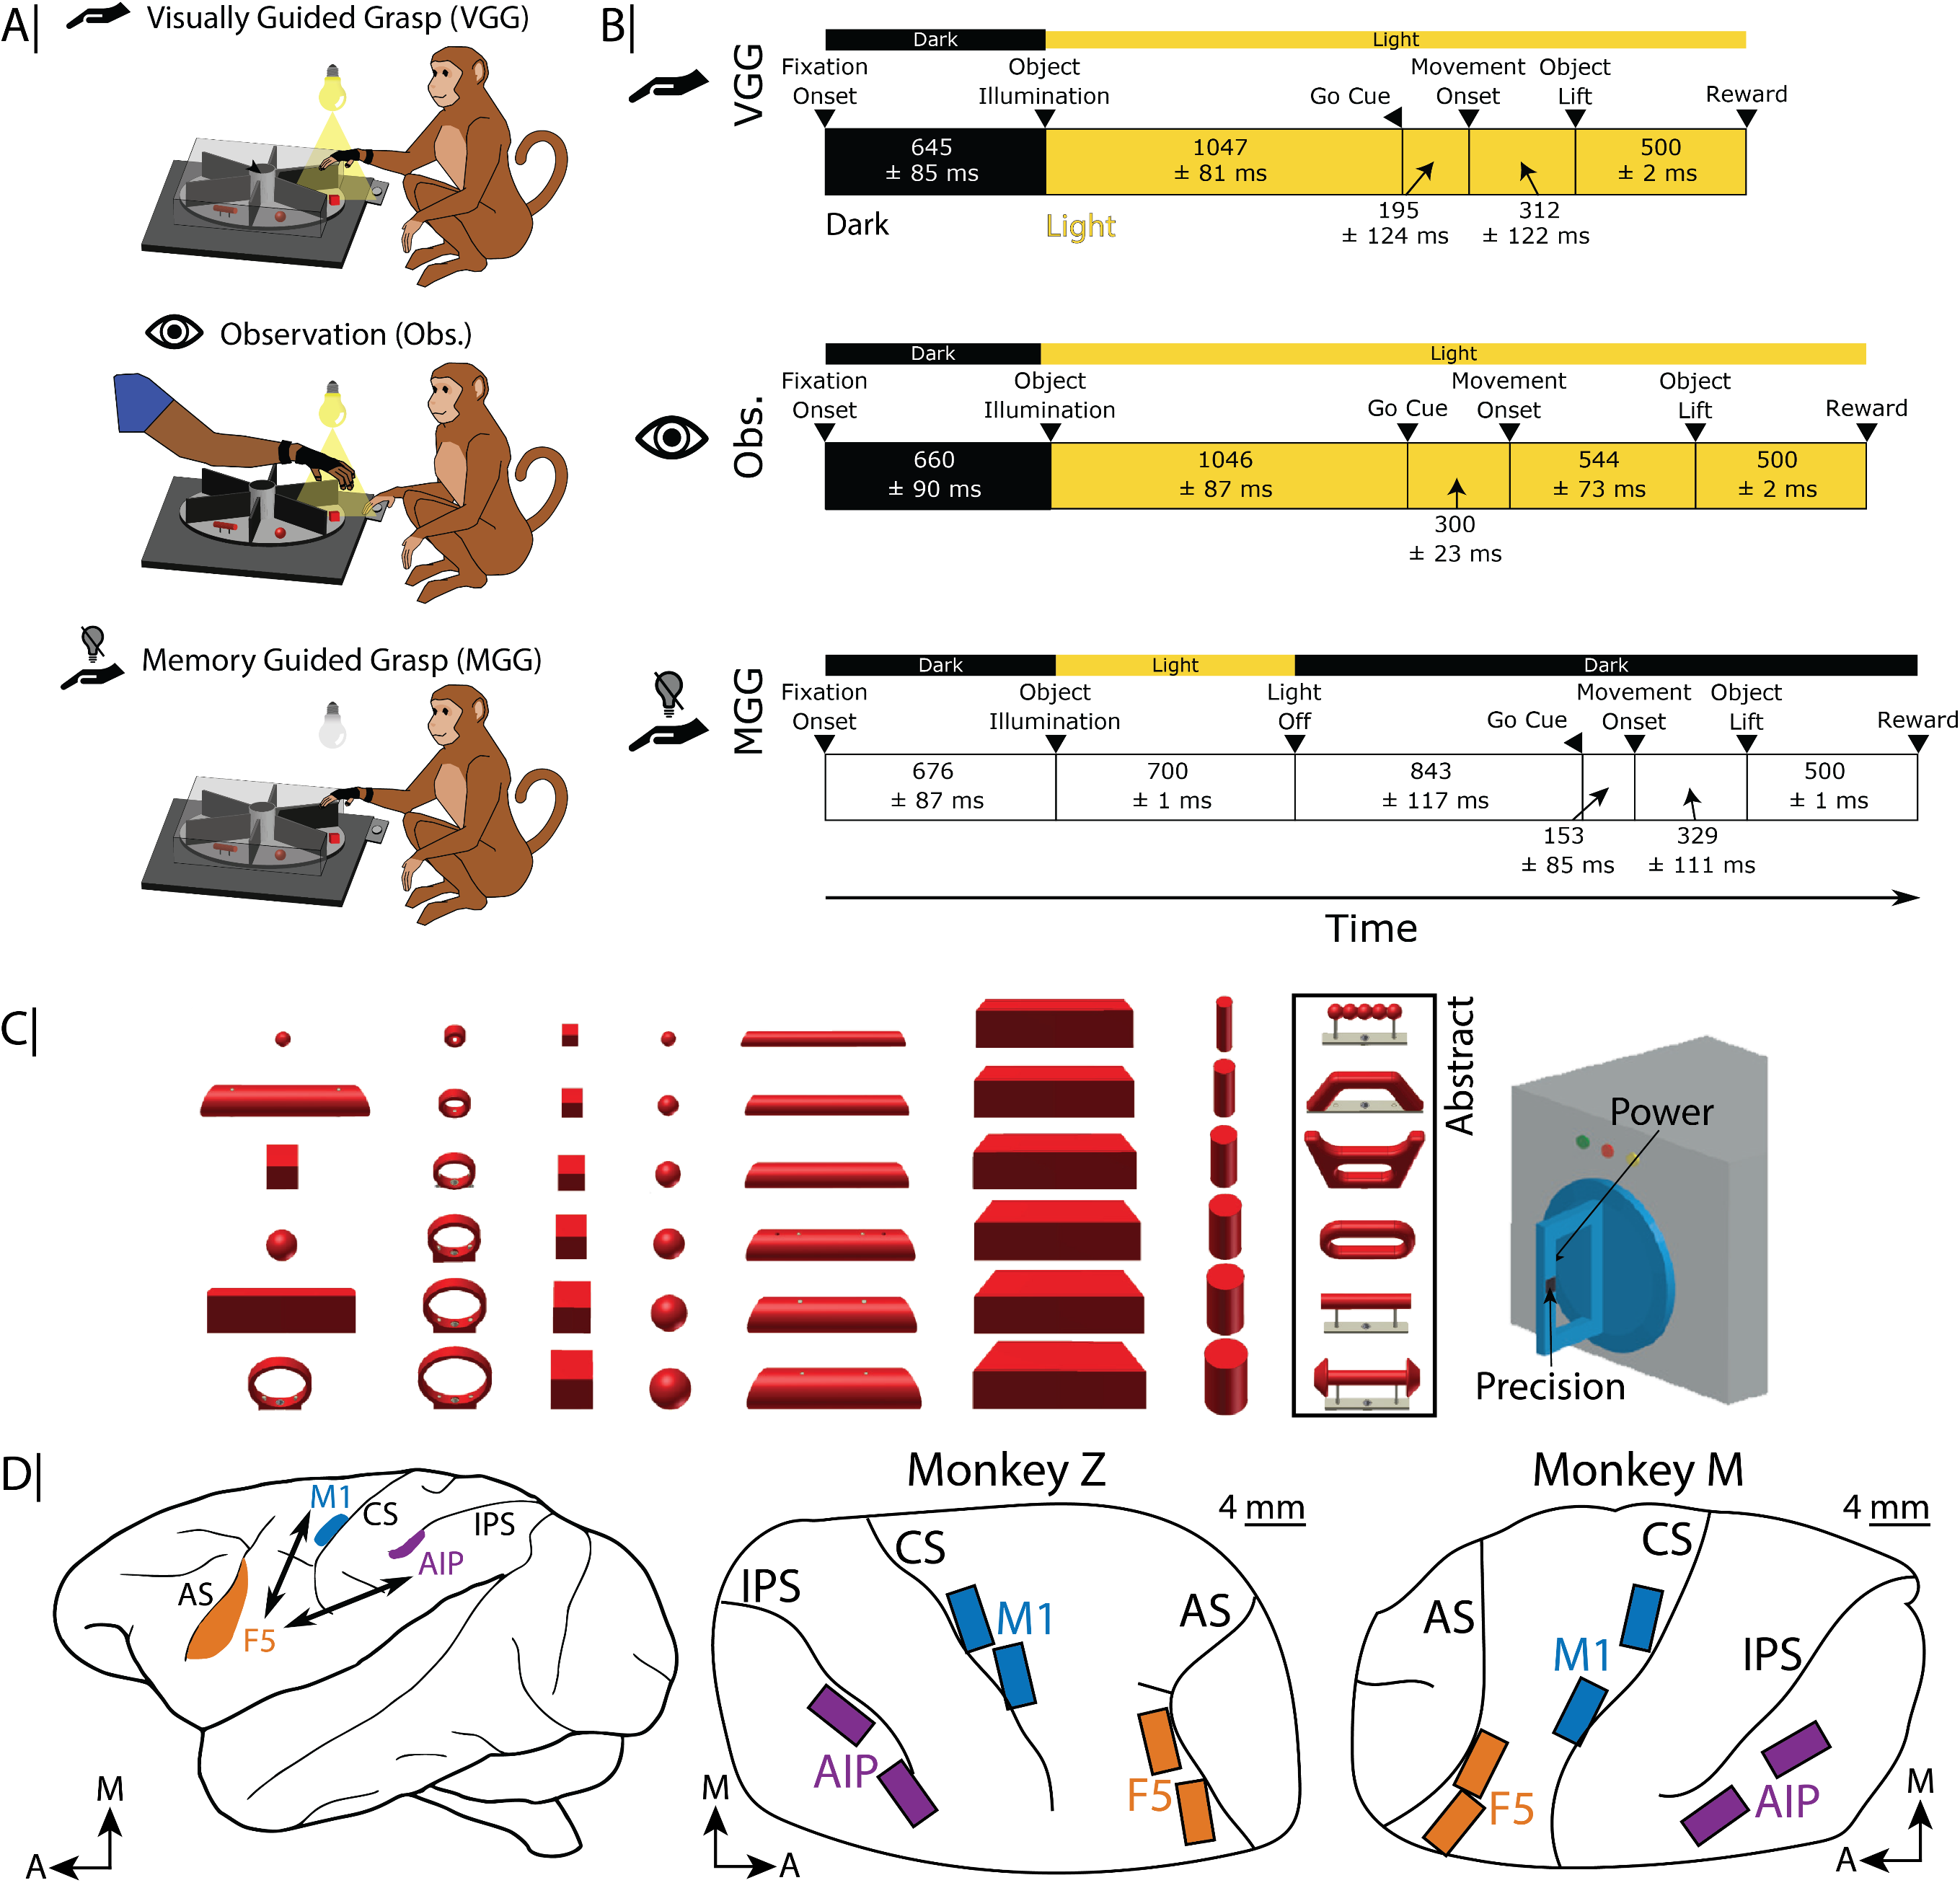 A|
Visually Guided Grasp (VGG)
Observation (Obs.)
Memory Guided Grasp (MGG)
B|
VGG
Dark
Light
Fixation
Onset
Object
Illumination
Go Cue
Movement
Onset
Object
Lift
Reward
645
± 85 ms
1047
± 81 ms
500
± 2 ms
195
± 124 ms
312
± 122 ms
Dark
Light
Obs.
Dark
Light
Fixation
Onset
Object
Illumination
Go Cue
Movement
Onset
Object
Lift
Reward
660
± 90 ms
1046
± 87 ms
544
± 73 ms
500
± 2 ms
300
± 23 ms
MGG
Dark
Light
Dark
Fixation
Onset
Object
Illumination
Light
Off
Go Cue
Movement
Onset
Object
Lift
Reward
676
± 87 ms
700
± 1 ms
843
± 117 ms
500
± 1 ms
153
± 85 ms
329
± 111 ms
Time
C|
Abstract
Power
Precision
D|
M1
CS
IPS
AIP
AS
F5
M
A
Monkey Z
4 mm
CS
IPS
M1
AS
AIP
F5
M
A
Monkey M
4 mm
CS
AS
M1
IPS
F5
AIP
M
A